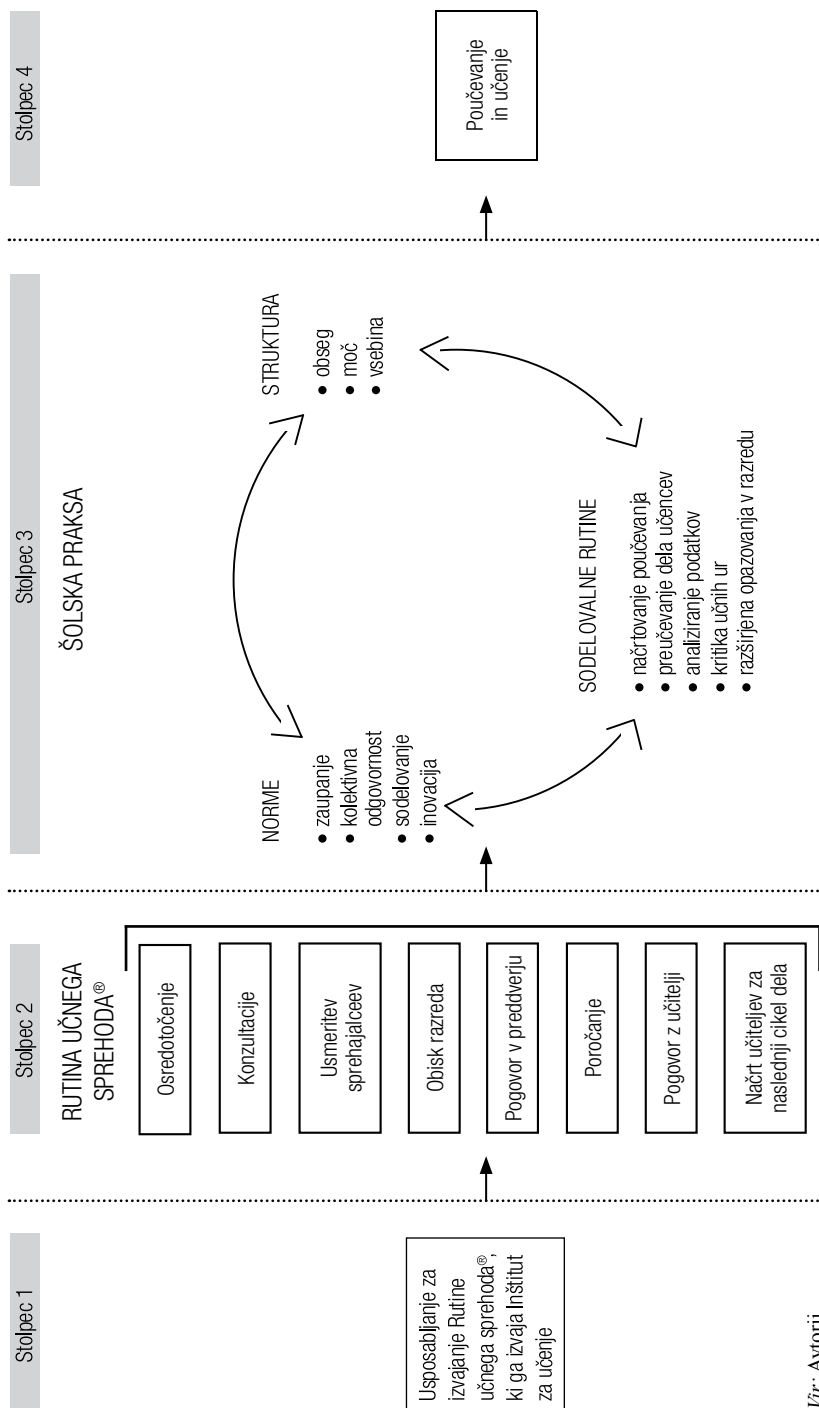 Stolpec 1
Usposabljanje za
izvajanje Rutine
učnega sprehoda®,
ki ga izvaja Inštitut
za učenje
Stolpec 2
RUTINA UČNEGA
SPREHODA®
Osredotočenje
Konzultacije
Usmeritev
sprehajalceev
Obisk razreda
Pogovor v preddverju
Poročanje
Pogovor z učitelji
Načrt učiteljev za
naslednji cikel dela
Stolpec 3
ŠOLSKA PRAKSA
NORME
• zaupanje
• kolektivna
odgovornost
• sodelovanje
• inovacija
STRUKTURA
• obseg
• moč
• vsebina
SODELOVALNE RUTINE
• načrtovanje poučevanja
• preučevanje dela učencev
• analiziranje podatkov
• kritika učnih ur
• razširjena opazovanja v razredu
Stolpec 4
Poučevanje
in učenje
Vir: Avtorji